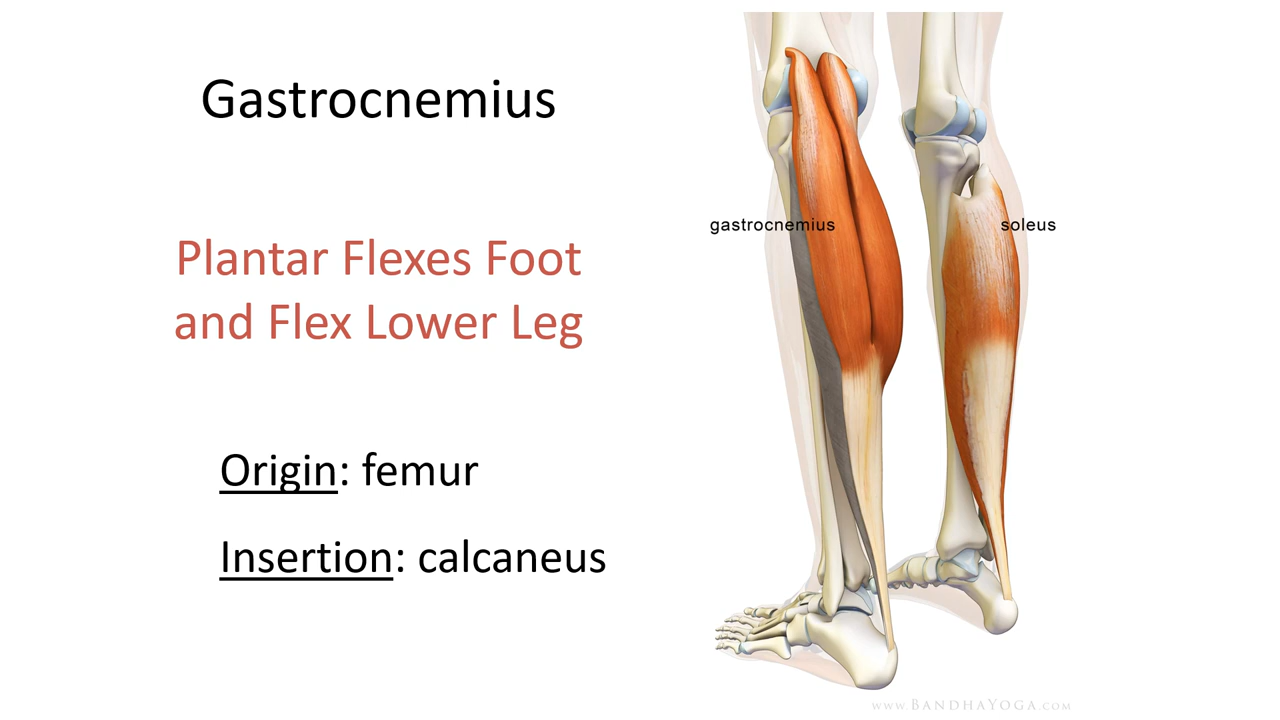 Gastrocnemius
Plantar Flexes Foot
and Flex Lower Leg
Origin: femur
Insertion: calcaneus
gastrocnemius
soleus
www.BandhaYoga.com